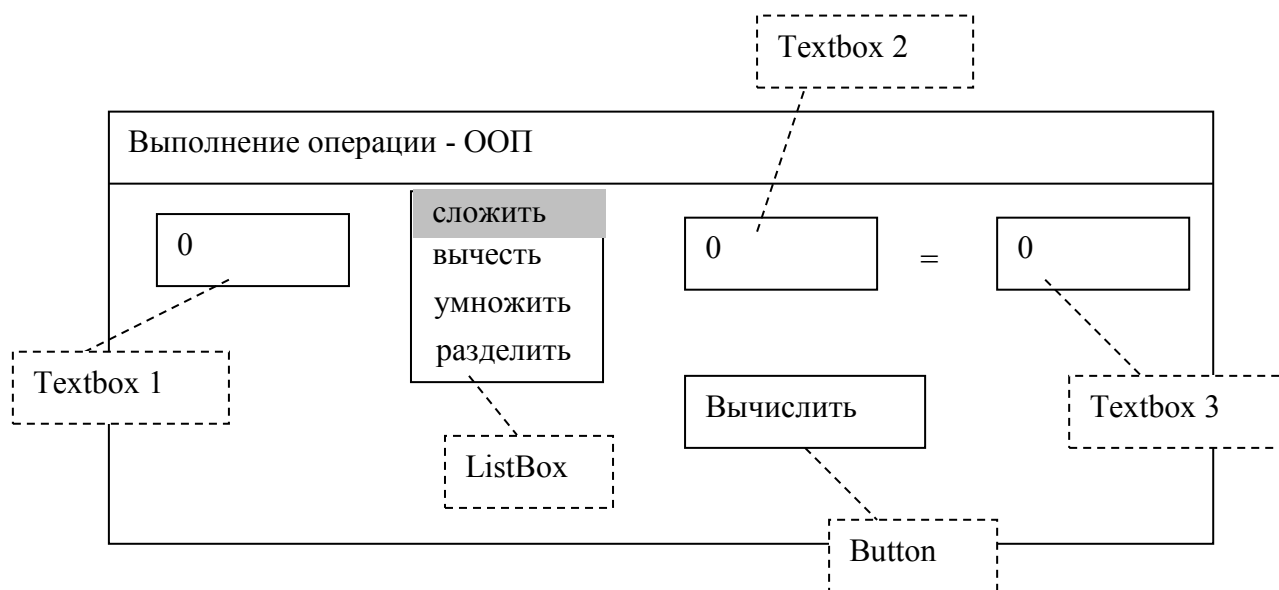 Textbox 2
Выполнение операции - ООП
0
сложить
вычесть
умножить
разделить
0
=
0
Textbox 1
Вычислить
Textbox 3
ListBox
Button